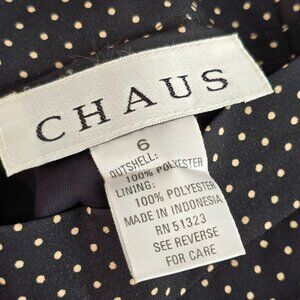 CHAUS
6
OUTSHELL:
100% POLYESTER
LINING:
100% POLYESTER
MADE IN INDONESIA
RN 51323
SEE REVERSE
FOR CARE